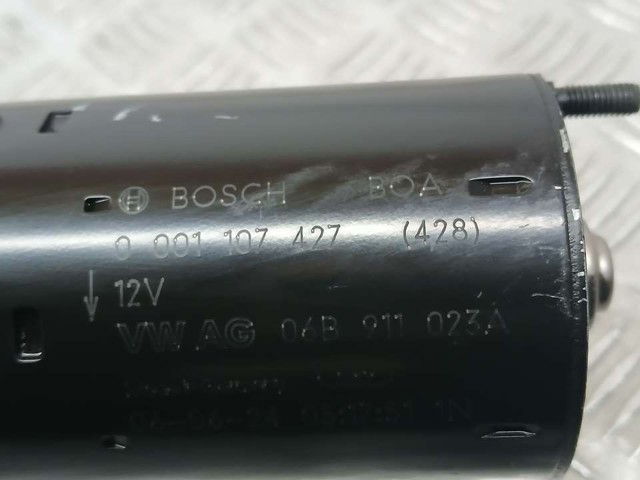 BOSCH BOA
0 001 107 427 (428)
12V
VW AG 06B 911 023A